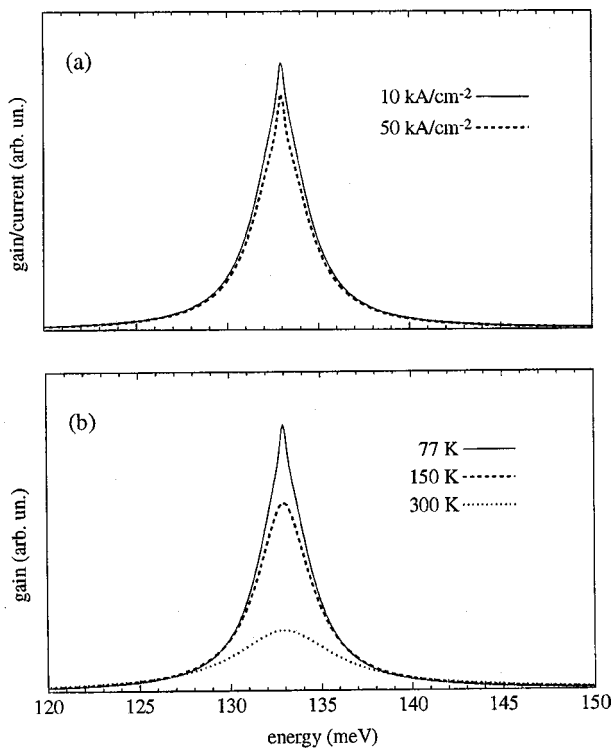 (a)
10 kA/cm-2
50 kA/cm-2
gain/current (arb. un.)
(b)
77 K
150 K
300 K
gain (arb. un.)
120 125 130 135 140 145 150
energy (meV)